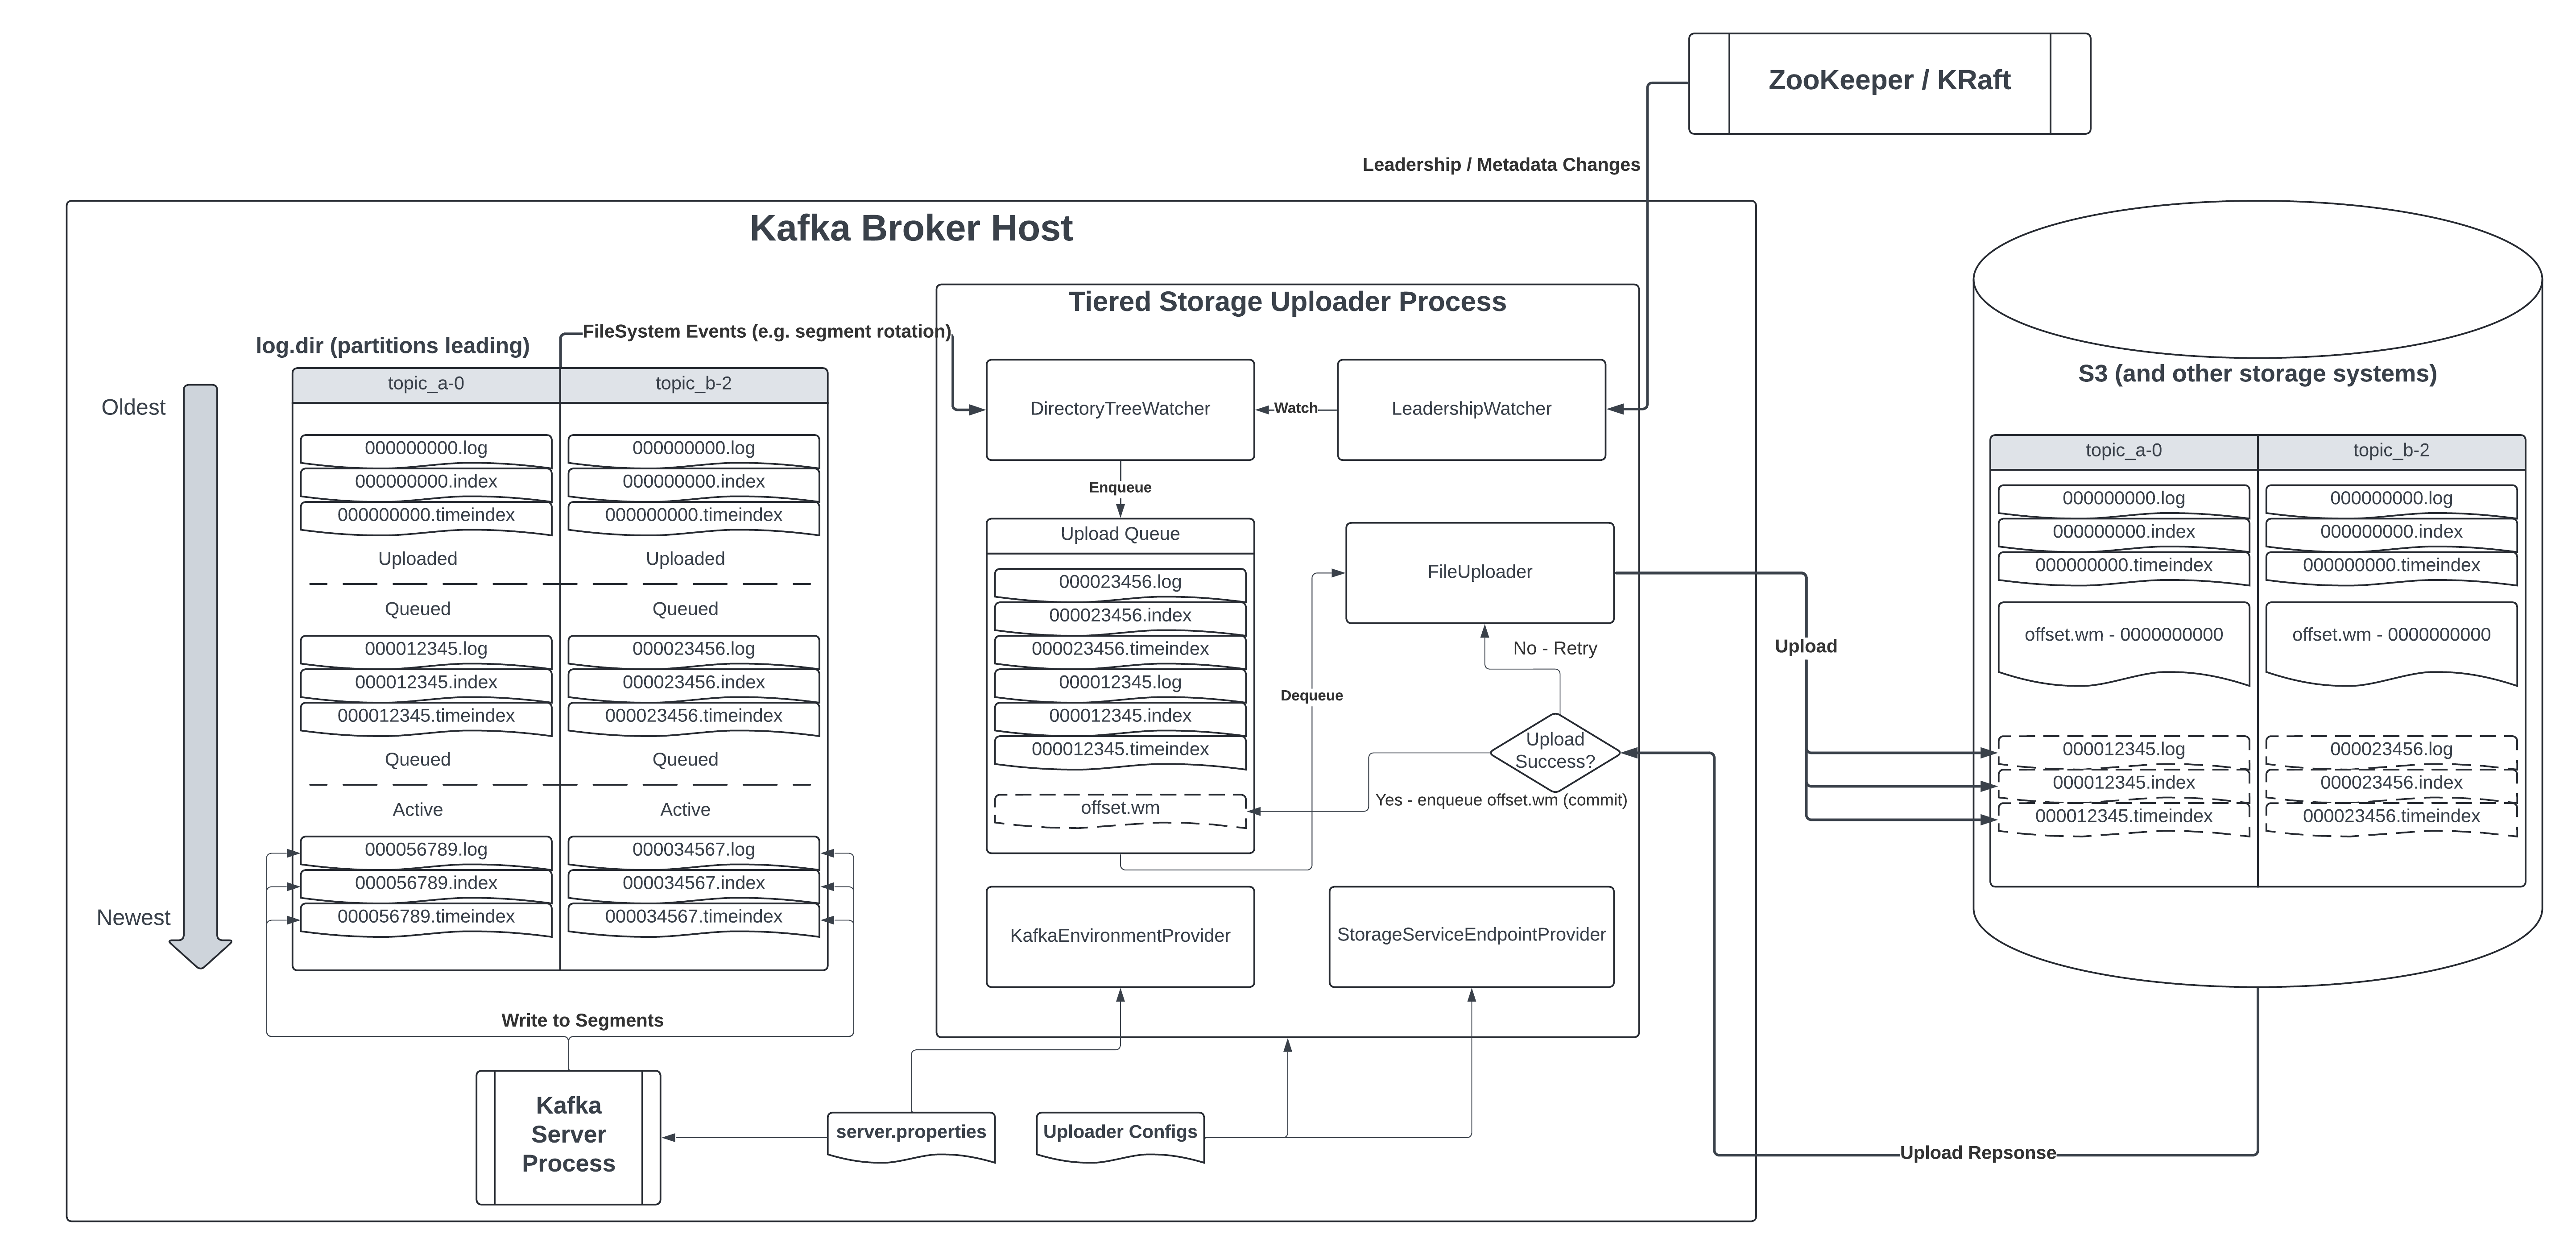 ZooKeeper / KRaft
Leadership / Metadata Changes
Kafka Broker Host
Tiered Storage Uploader Process
log.dir (partitions leading)
FileSystem Events (e.g. segment rotation)
Oldest
Newest
topic_a-0
000000000.log
000000000.index
000000000.timeindex
Uploaded
Queued
000012345.log
000012345.index
000012345.timeindex
Queued
Active
000056789.log
000056789.index
000056789.timeindex
topic_b-2
000000000.log
000000000.index
000000000.timeindex
Uploaded
Queued
000023456.log
000023456.index
000023456.timeindex
Queued
Active
000034567.log
000034567.index
000034567.timeindex
Write to Segments
Kafka
Server
Process
server.properties
Uploader Configs
DirectoryTreeWatcher
Watch
LeadershipWatcher
Enqueue
Upload Queue
000023456.log
000023456.index
000023456.timeindex
000012345.log
000012345.index
000012345.timeindex
offset.wm
Dequeue
FileUploader
No - Retry
Upload
Success?
Yes - enqueue offset.wm (commit)
KafkaEnvironmentProvider
StorageServiceEndpointProvider
Upload
Upload Repsonse
S3 (and other storage systems)
topic_a-0
000000000.log
000000000.index
000000000.timeindex
offset.wm - 0000000000
000012345.log
000012345.index
000012345.timeindex
topic_b-2
000000000.log
000000000.index
000000000.timeindex
offset.wm - 0000000000
000023456.log
000023456.index
000023456.timeindex